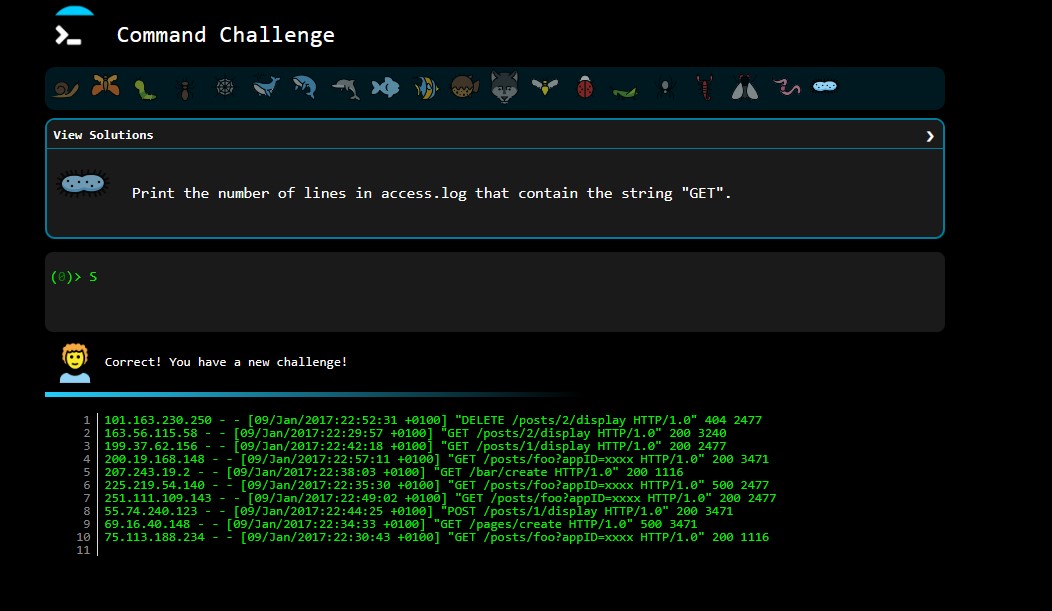 Command Challenge
View Solutions
Print the number of lines in access.log that contain the string "GET".
(0)> S
Correct! You have a new challenge!
1 101.163.230.250 - - [09/Jan/2017:22:52:31 +0100] "DELETE /posts/2/display HTTP/1.0" 404 2477
2 163.56.115.58 - - [09/Jan/2017:22:29:57 +0100] "GET /posts/2/display HTTP/1.0" 200 3240
3 199.37.62.156 - - [09/Jan/2017:22:42:18 +0100] "GET /posts/1/display HTTP/1.0" 200 2477
4 200.19.168.148 - - [09/Jan/2017:22:57:11 +0100] "GET /posts/foo?appID=xxxx HTTP/1.0" 200 3471
5 207.243.19.2 - - [09/Jan/2017:22:38:03 +0100] "GET /bar/create HTTP/1.0" 200 1116
6 225.219.54.140 - - [09/Jan/2017:22:35:30 +0100] "GET /posts/foo?appID=xxxx HTTP/1.0" 500 2477
7 251.111.109.143 - - [09/Jan/2017:22:49:02 +0100] "GET /posts/foo?appID=xxxx HTTP/1.0" 200 2477
8 55.74.240.123 - - [09/Jan/2017:22:44:25 +0100] "POST /posts/1/display HTTP/1.0" 200 3471
9 69.16.40.148 - - [09/Jan/2017:22:34:33 +0100] "GET /pages/create HTTP/1.0" 500 3471
10 75.113.188.234 - - [09/Jan/2017:22:30:43 +0100] "GET /posts/foo?appID=xxxx HTTP/1.0" 200 1116
11